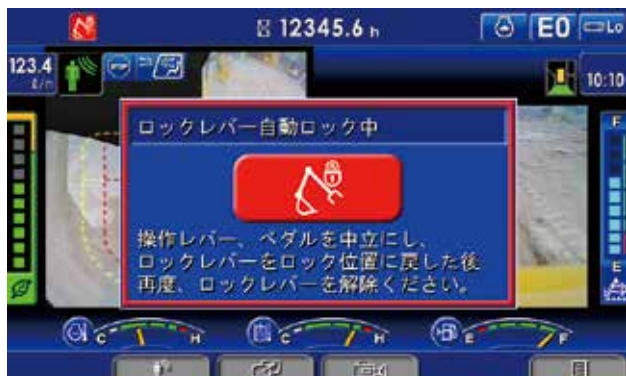 12345.6 h
E0
Lo
123.4
ℓ/h
10:10
ロックレバー自動ロック中
F
操作レバー、ペダルを中立にし、
ロックレバーをロック位置に戻した後
再度、ロックレバーを解除ください。
E
C H C H E F